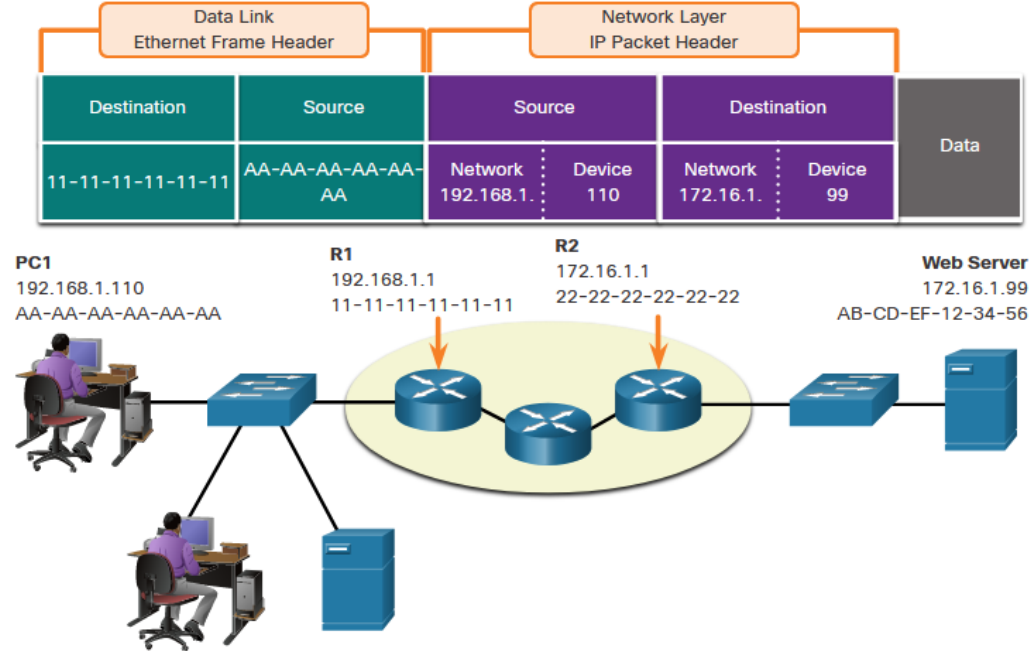 Data Link
Ethernet Frame Header
Network Layer
IP Packet Header
Destination
Source
Source
Destination
Data
11-11-11-11-11-11
AA-AA-AA-AA-AA-
AA
Network
192.168.1.
Device
110
Network
172.16.1.
Device
99
PC1
192.168.1.110
AA-AA-AA-AA-AA-AA
R1
192.168.1.1
11-11-11-11-11-11
R2
172.16.1.1
22-22-22-22-22-22
Web Server
172.16.1.99
AB-CD-EF-12-34-56